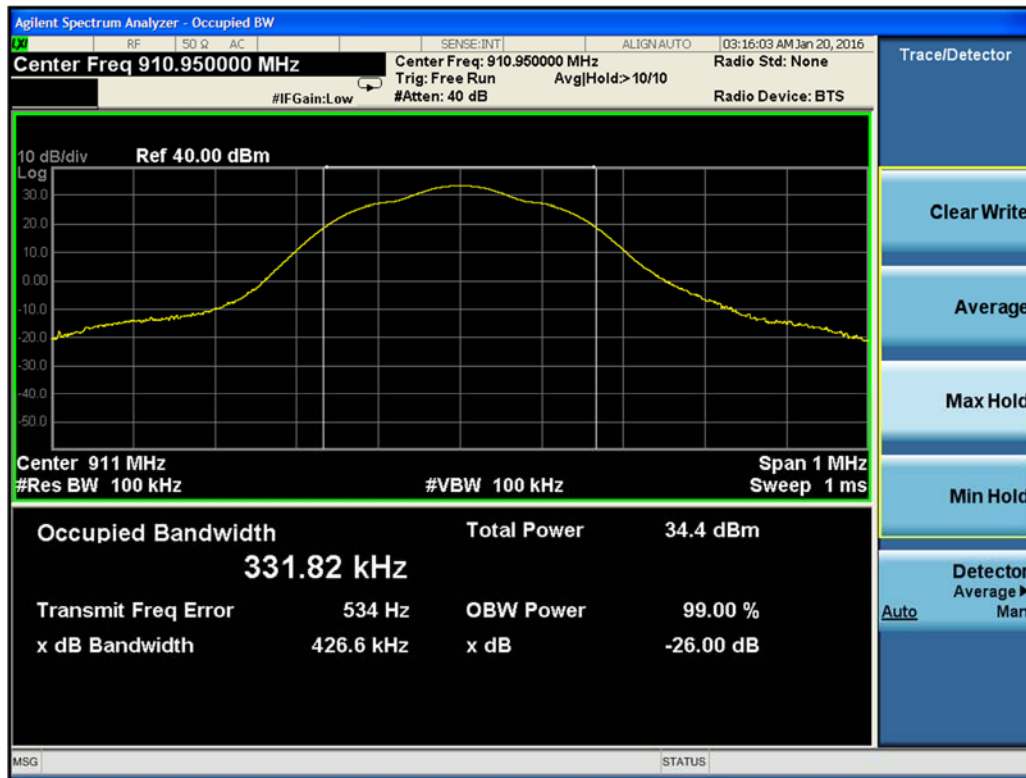 Agilent Spectrum Analyzer - Occupied BW
LXI RF 50 Ω AC SENSE:INT ALIGNAUTO 03:16:03 AM Jan 20, 2016
Center Freq 910.950000 MHz
Center Freq: 910.950000 MHz Radio Std: None
Trig: Free Run Avg|Hold:>10/10
#IFGain:Low #Atten: 40 dB Radio Device: BTS
Trace/Detector
10 dB/div Ref 40.00 dBm
Log
30.0
20.0
10.0
0.00
-10.0
-20.0
-30.0
-40.0
-50.0
Center 911 MHz Span 1 MHz
#Res BW 100 kHz #VBW 100 kHz Sweep 1 ms
Occupied Bandwidth Total Power 34.4 dBm
331.82 kHz
Transmit Freq Error 534 Hz OBW Power 99.00 %
x dB Bandwidth 426.6 kHz x dB -26.00 dB
Clear Write
Average
Max Hold
Min Hold
Detector
Average
Auto Man
MSG STATUS